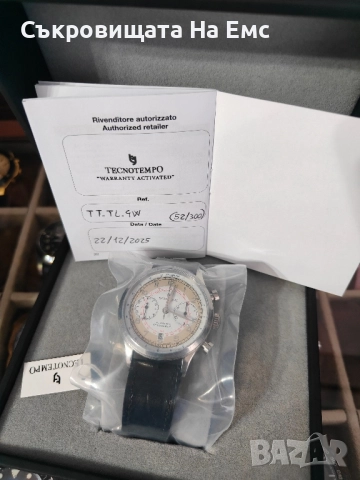 Съкровищата На Емс
Rivenditore autorizzato
Authorized retailer
TECNOTEMPO
"WARRANTY ACTIVATED"
Ref.
TT.TL.GW (52/300)
Data / Date
22/12/2025
TECNOTEMPO
BAZAR